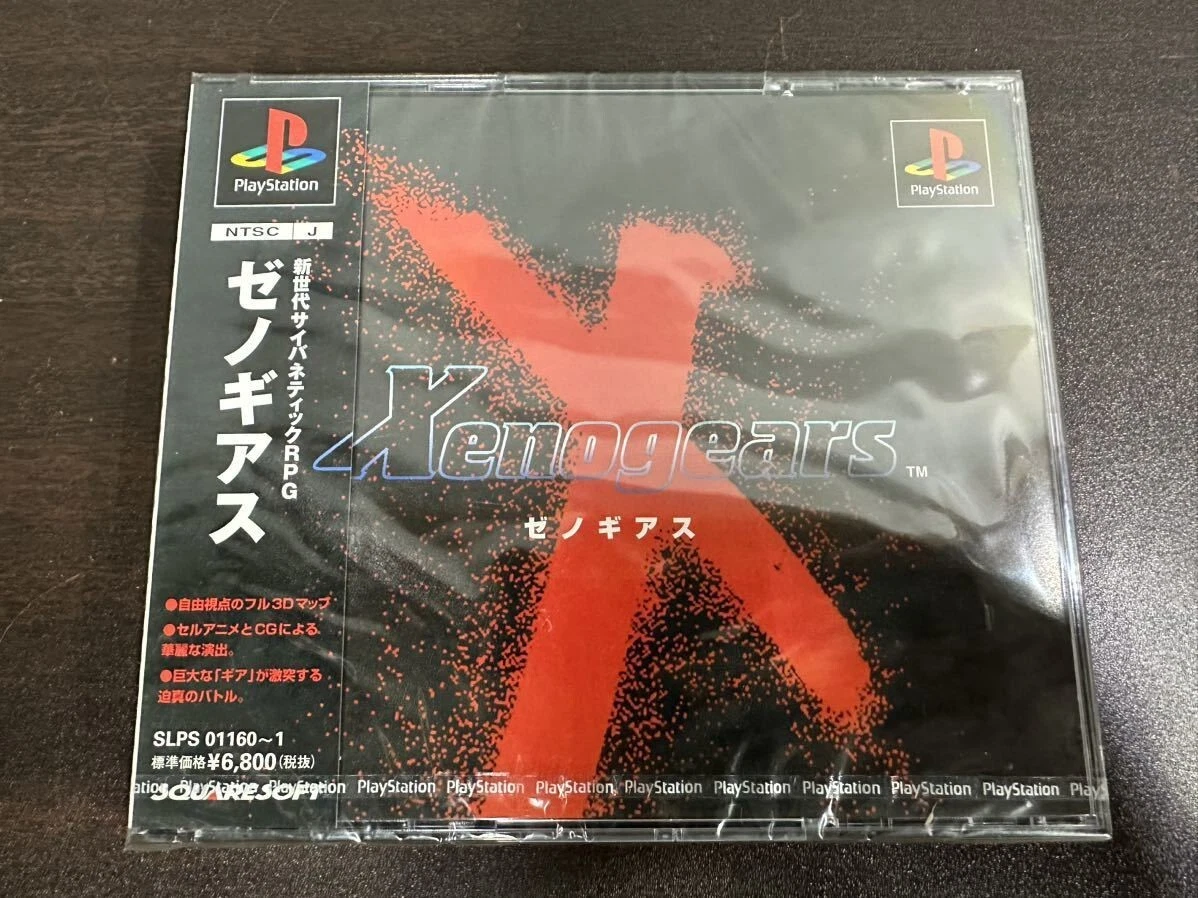 PlayStation
NTSC J
新世代サイバネティックRPG
ゼノギアス
●自由視点のフル3Dマップ
●セルアニメとCGによる、
華麗な演出。
●巨大な「ギア」が激突する
迫真のバトル。
SLPS 01160~1
標準価格¥6,800(税抜)
SQUARESOFT
PlayStation
Xenogears™
ゼノギアス
ation PlayStation PlayStation PlayStation PlayStation PlayStation PlayStation PlayStation PlayStation PlayStation PlayStation PlayS